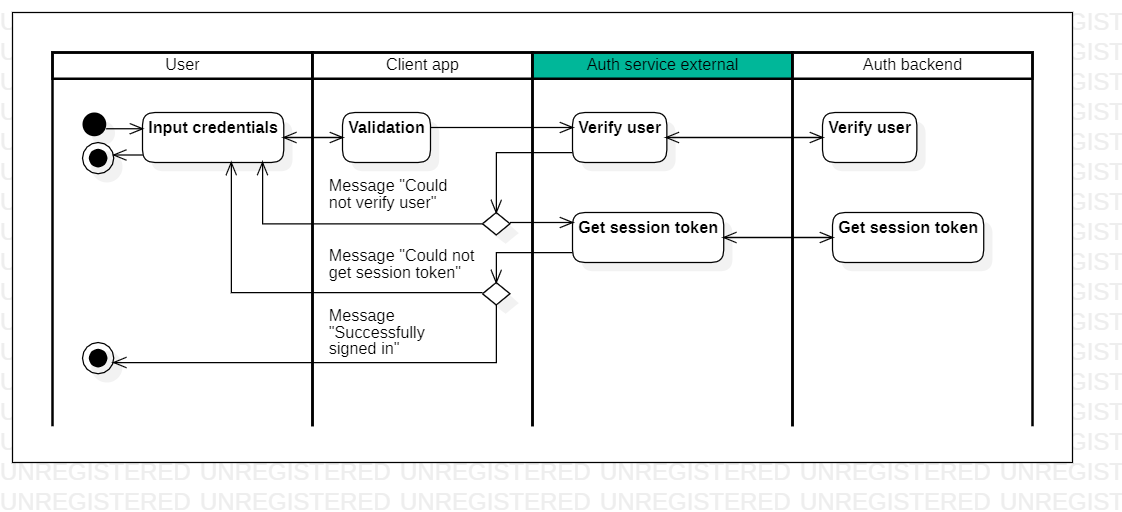 User
Client app
Auth service external
Auth backend
Input credentials
Validation
Verify user
Verify user
Message "Could
not verify user"
Get session token
Get session token
Message "Could not
get session token"
Message
"Successfully
signed in"
UNREGISTERED UNREGISTERED UNREGISTERED UNREGISTERED UNREGISTERED UNREGIST
UNREGISTERED UNREGISTERED UNREGISTERED UNREGISTERED UNREGISTERED UNREGIST